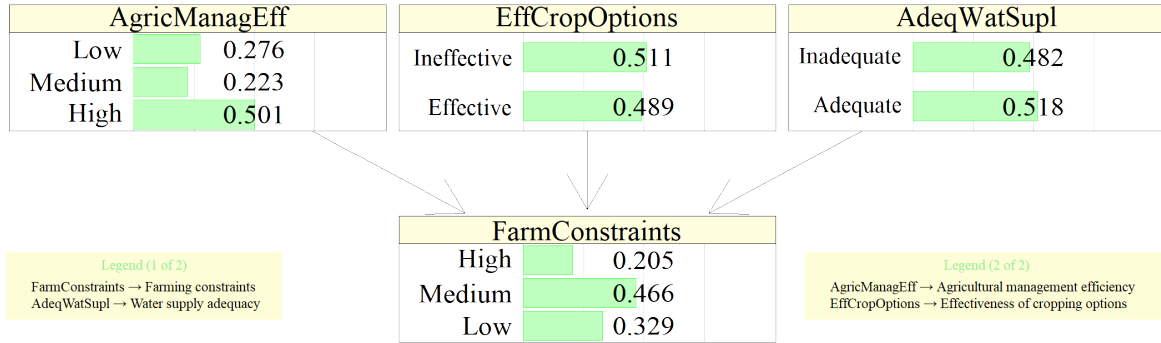 AgricManagEff
Low 0.276
Medium 0.223
High 0.501
EffCropOptions
Ineffective 0.511
Effective 0.489
AdeqWatSupl
Inadequate 0.482
Adequate 0.518
FarmConstraints
High 0.205
Medium 0.466
Low 0.329
Legend (1 of 2)
FarmConstraints → Farming constraints
AdeqWatSupl → Water supply adequacy
Legend (2 of 2)
AgricManagEff → Agricultural management efficiency
EffCropOptions → Effectiveness of cropping options